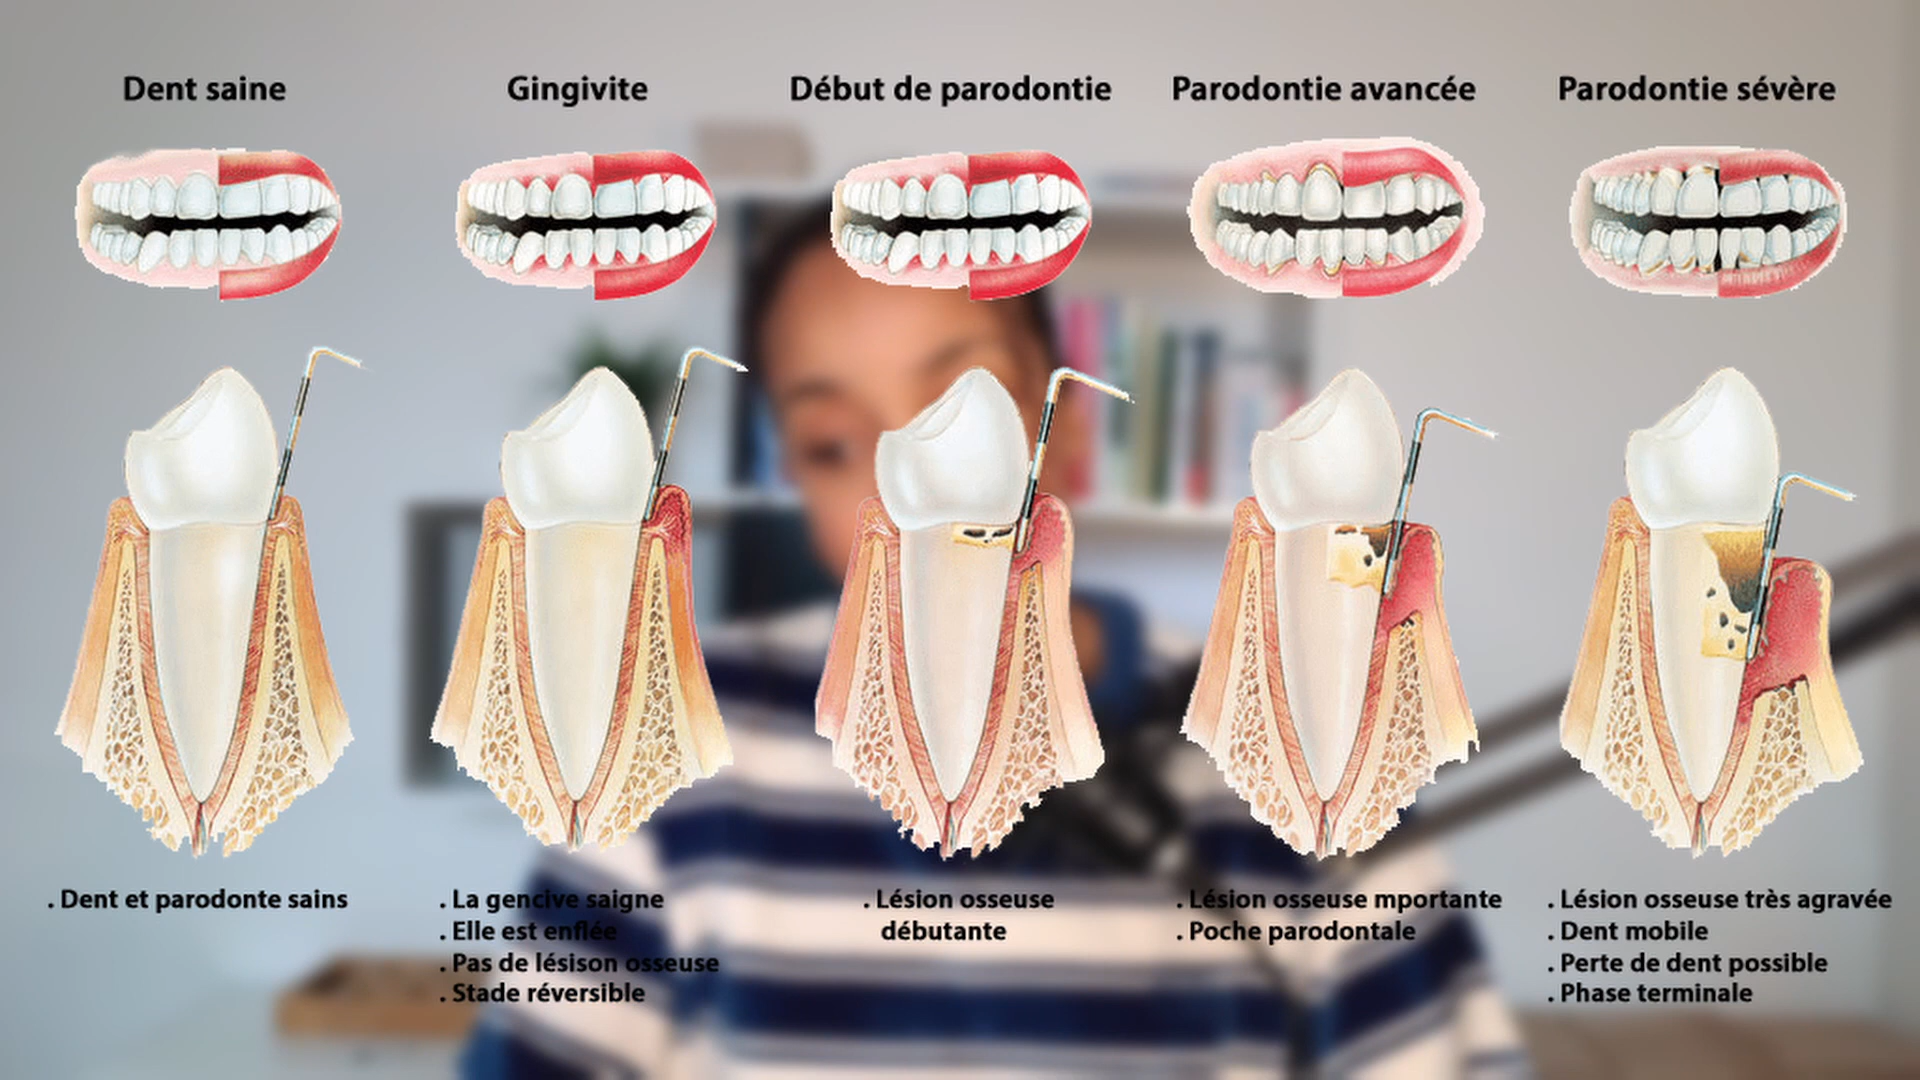 Dent saine
Gingivite
Début de parodontie
Parodontie avancée
Parodontie sévère
. Dent et parodonte sains
. La gencive saigne
. Elle est enflée
. Pas de lésison osseuse
. Stade réversible
. Lésion osseuse
débutante
. Lésion osseuse mportante
. Poche parodontale
. Lésion osseuse très agravée
. Dent mobile
. Perte de dent possible
. Phase terminale